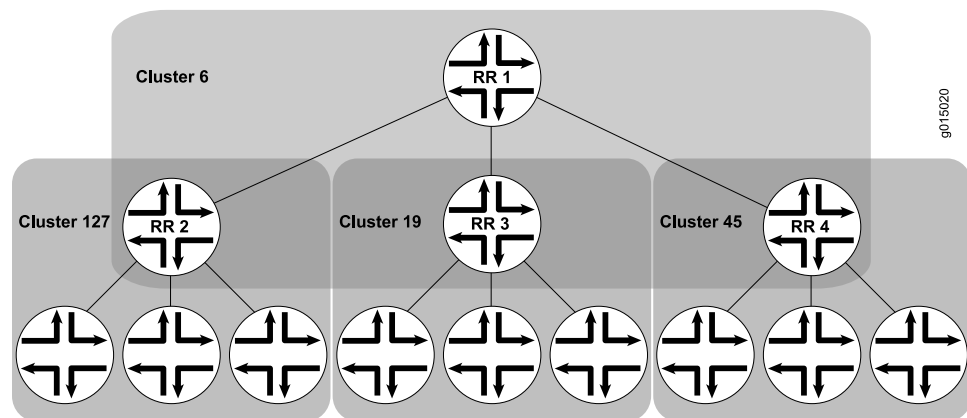 Cluster 6
RR 1
g015020
Cluster 127
RR 2
Cluster 19
RR 3
Cluster 45
RR 4